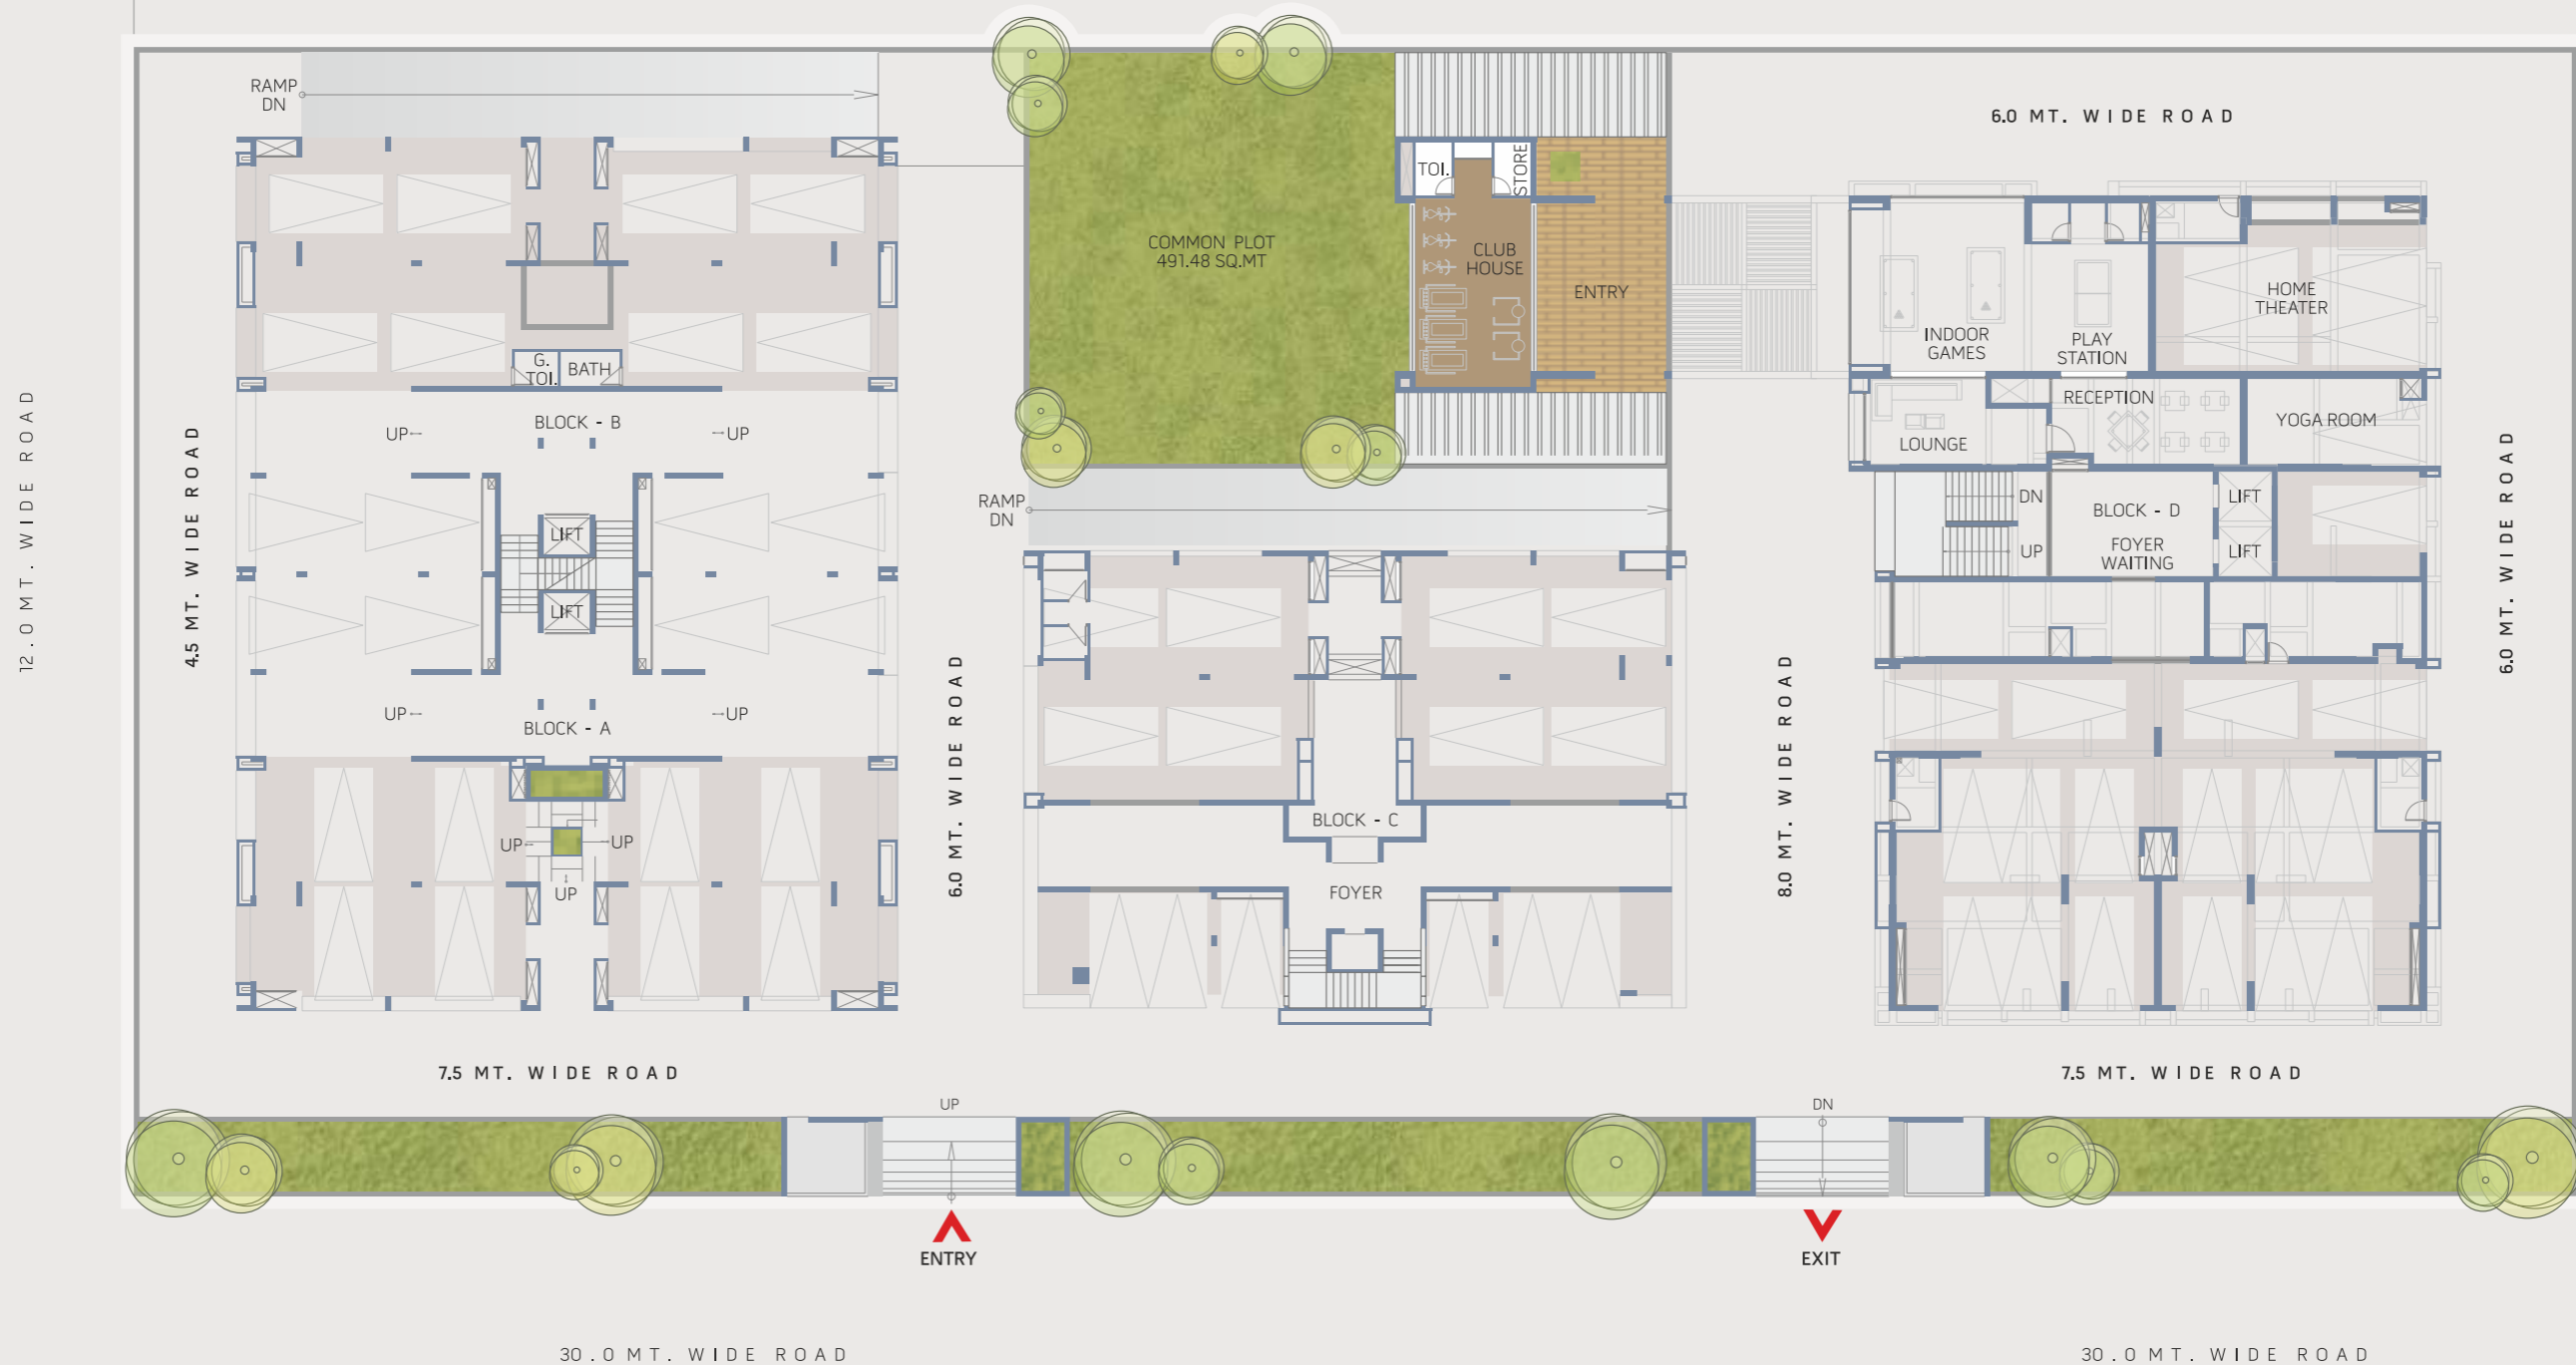 RAMP
DN
6.0 MT. WIDE ROAD
TOI.
STORE
COMMON PLOT
491.48 SQ.MT
CLUB
HOUSE
ENTRY
INDOOR
GAMES
PLAY
STATION
HOME
THEATER
G.
TOI.
BATH
RECEPTION
LOUNGE
YOGA ROOM
BLOCK - B
UP
UP
12.0 MT. WIDE ROAD
4.5 MT. WIDE ROAD
RAMP
DN
DN
UP
BLOCK - D
FOYER
WAITING
LIFT
LIFT
6.0 MT. WIDE ROAD
LIFT
LIFT
UP
UP
BLOCK - A
6.0 MT. WIDE ROAD
8.0 MT. WIDE ROAD
UP
UP
UP
BLOCK - C
FOYER
7.5 MT. WIDE ROAD
7.5 MT. WIDE ROAD
UP
DN
ENTRY
EXIT
30.0 MT. WIDE ROAD
30.0 MT. WIDE ROAD